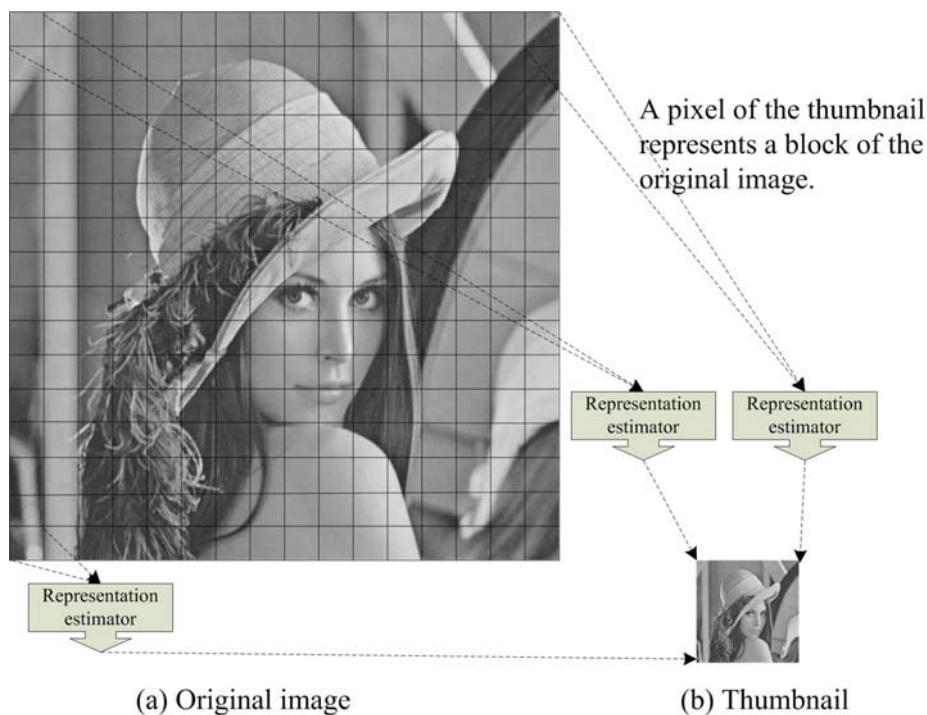 A pixel of the thumbnail
represents a block of the
original image.
Representation
estimator
Representation
estimator
Representation
estimator
(a) Original image
(b) Thumbnail